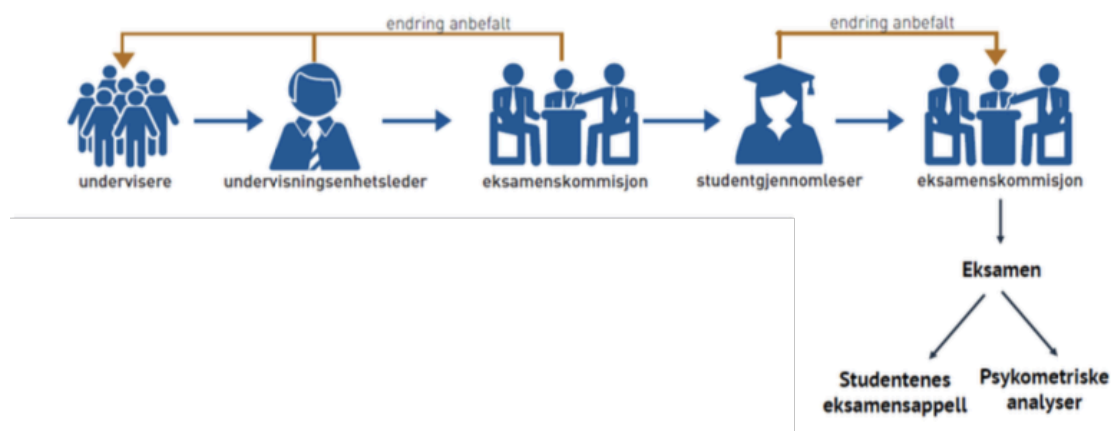 endring anbefalt
endring anbefalt
undervisere
undervisningsenhetsleder
eksamenskommisjon
studentgjennomleser
eksamenskommisjon
Eksamen
Studentenes
eksamensappell
Psykometriske
analyser